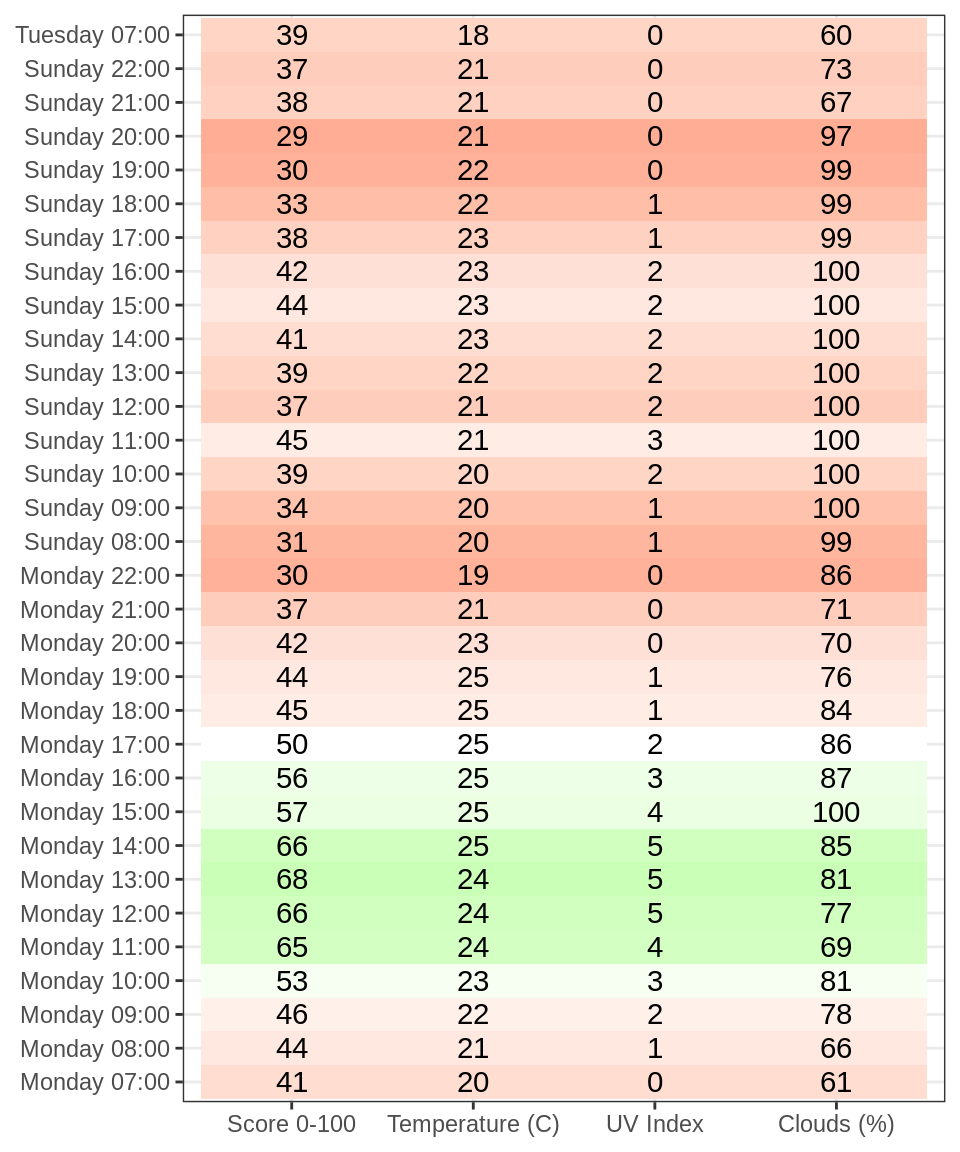 Tuesday 07:00 39 18 0 60
Sunday 22:00 37 21 0 73
Sunday 21:00 38 21 0 67
Sunday 20:00 29 21 0 97
Sunday 19:00 30 22 0 99
Sunday 18:00 33 22 1 99
Sunday 17:00 38 23 1 99
Sunday 16:00 42 23 2 100
Sunday 15:00 44 23 2 100
Sunday 14:00 41 23 2 100
Sunday 13:00 39 22 2 100
Sunday 12:00 37 21 2 100
Sunday 11:00 45 21 3 100
Sunday 10:00 39 20 2 100
Sunday 09:00 34 20 1 100
Sunday 08:00 31 20 1 99
Monday 22:00 30 19 0 86
Monday 21:00 37 21 0 71
Monday 20:00 42 23 0 70
Monday 19:00 44 25 1 76
Monday 18:00 45 25 1 84
Monday 17:00 50 25 2 86
Monday 16:00 56 25 3 87
Monday 15:00 57 25 4 100
Monday 14:00 66 25 5 85
Monday 13:00 68 24 5 81
Monday 12:00 66 24 5 77
Monday 11:00 65 24 4 69
Monday 10:00 53 23 3 81
Monday 09:00 46 22 2 78
Monday 08:00 44 21 1 66
Monday 07:00 41 20 0 61
Score 0-100 Temperature (C) UV Index Clouds (%)